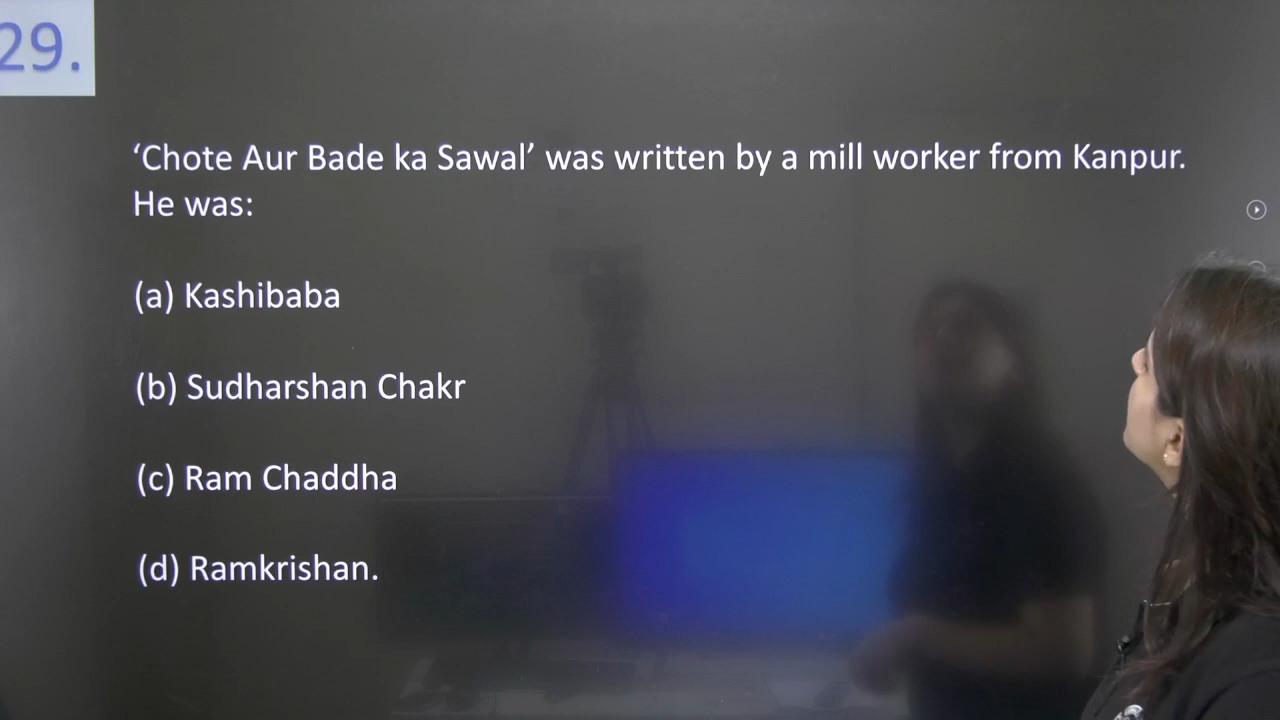 29.
‘Chote Aur Bade ka Sawal’ was written by a mill worker from Kanpur.
He was:
(a) Kashibaba
(b) Sudharshan Chakr
(c) Ram Chaddha
(d) Ramkrishan.